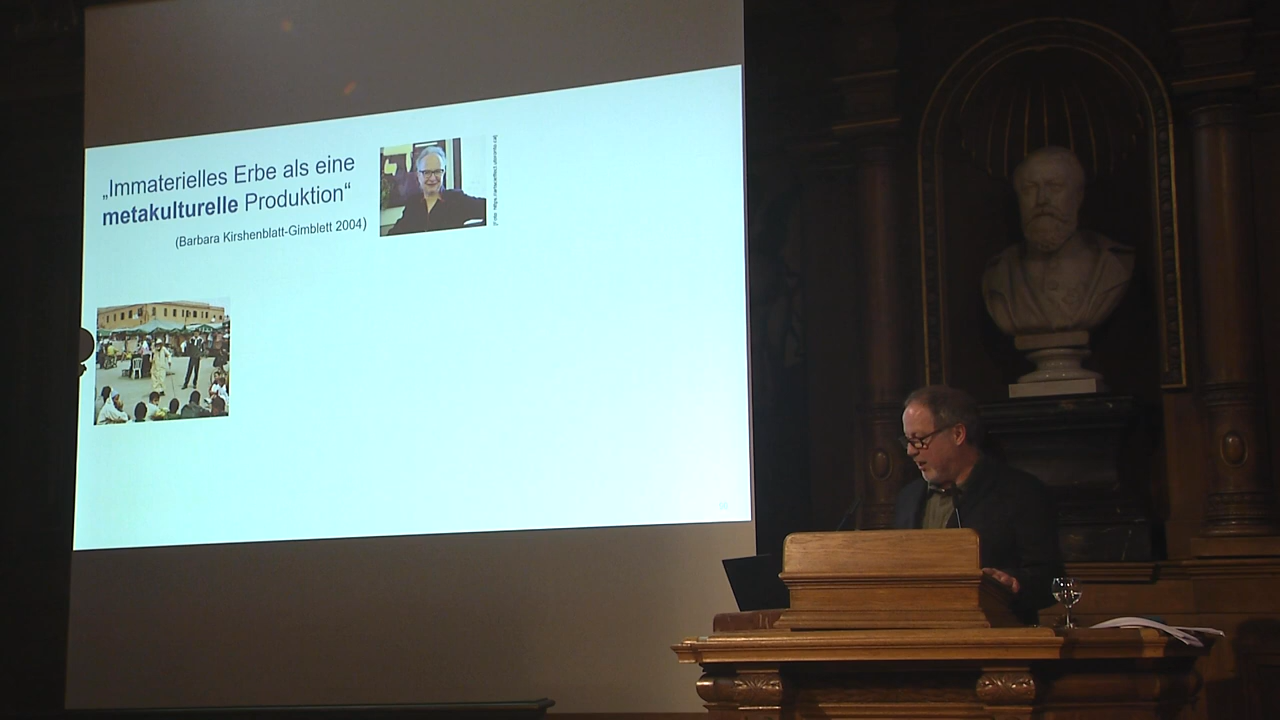 „Immaterielles Erbe als eine
metakulturelle Produktion“
(Barbara Kirshenblatt-Gimblett 2004)